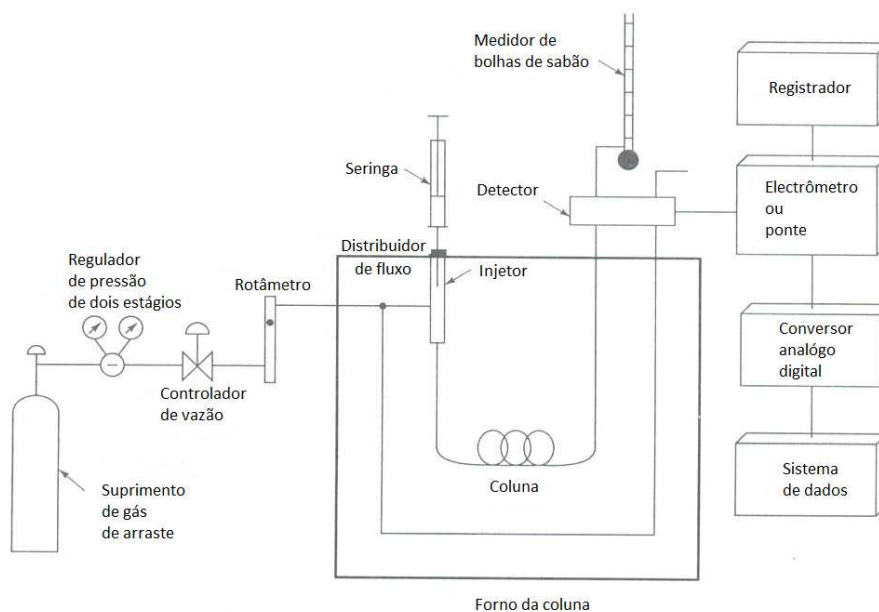 Medidor de
bolhas de sabão
Registrador
Seringa
Detector
Electrômetro
ou
ponte
Distribuidor
de fluxo
Injetor
Regulador
de pressão
de dois estágios
Rotâmetro
Controlador
de vazão
Conversor
analógo
digital
Coluna
Suprimento
de gás
de arraste
Sistema
de dados
Forno da coluna